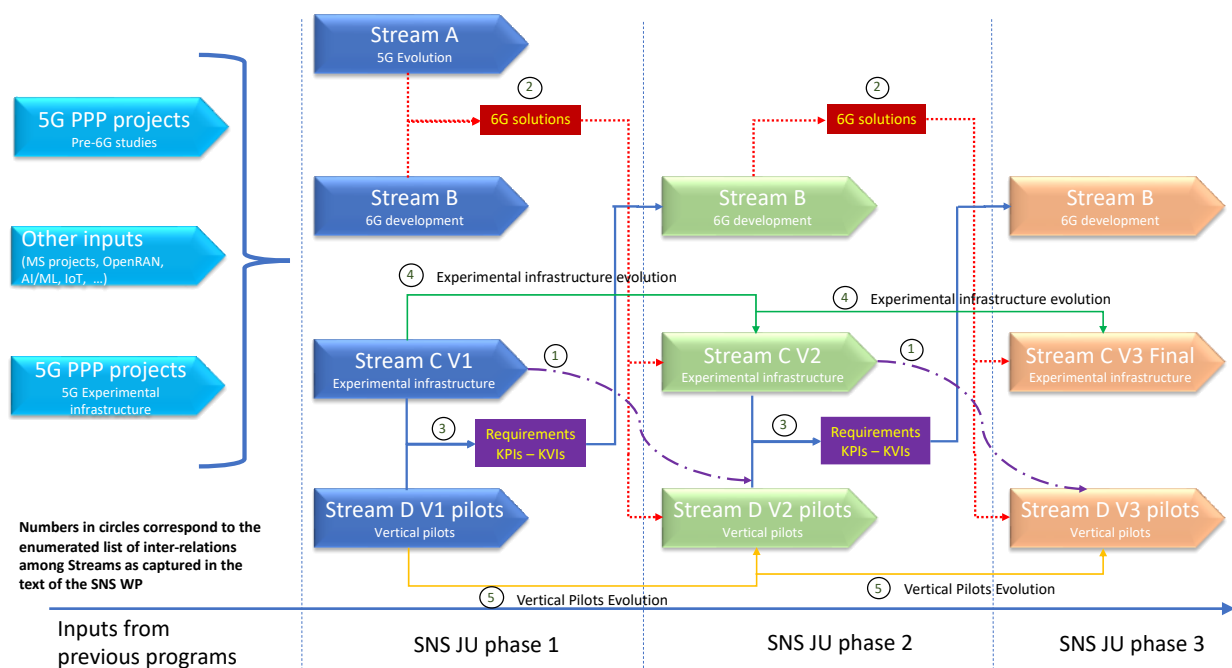 5G PPP projects
Pre-6G studies
Other inputs
(MS projects, OpenRAN,
AI/ML, IoT, ...)
5G PPP projects
5G Experimental
infrastructure
Numbers in circles correspond to the
enumerated list of inter-relations
among Streams as captured in the
text of the SNS WP
Stream A
5G Evolution
2
6G solutions
Stream B
6G development
4 Experimental infrastructure evolution
Stream C V1
Experimental infrastructure
1
3
Requirements
KPIs – KVIs
Stream D V1 pilots
Vertical pilots
5 Vertical Pilots Evolution
2
6G solutions
Stream B
6G development
4 Experimental infrastructure evolution
Stream C V2
Experimental infrastructure
1
3
Requirements
KPIs – KVIs
Stream D V2 pilots
Vertical pilots
5 Vertical Pilots Evolution
Stream B
6G development
Stream C V3 Final
Experimental infrastructure
Stream D V3 pilots
Vertical pilots
Inputs from
previous programs
SNS JU phase 1
SNS JU phase 2
SNS JU phase 3